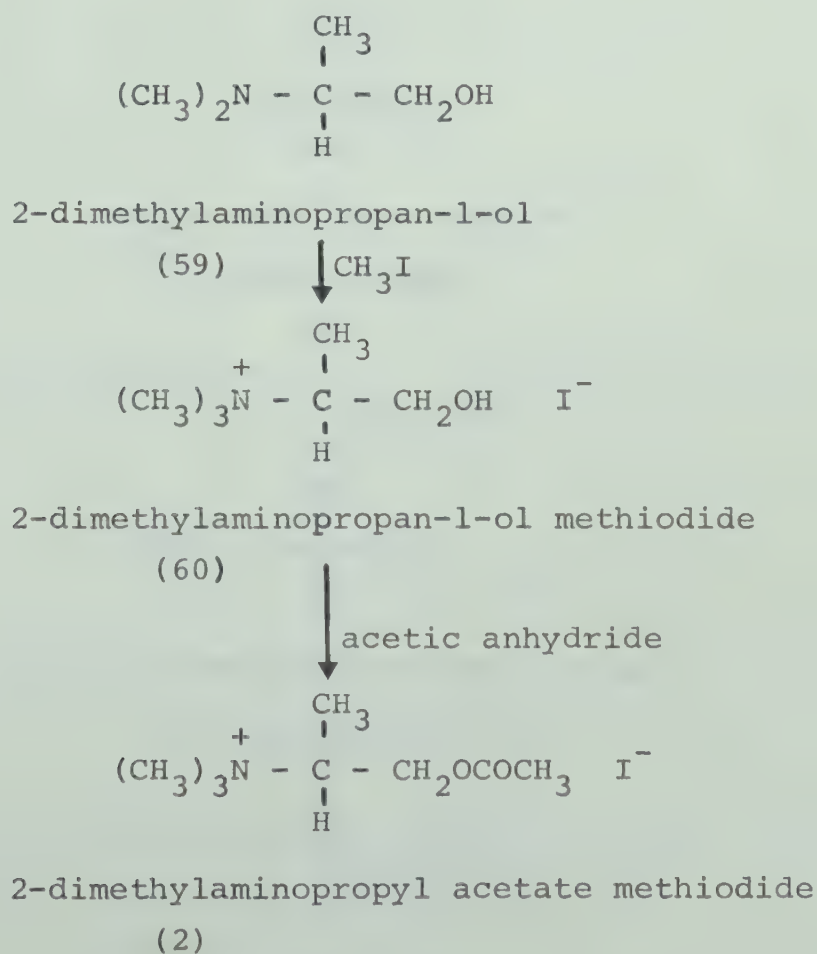 CH₃
(CH₃)₂N - C - CH₂OH
H
2-dimethylaminopropan-1-ol
(59) CH₃I
CH₃
(CH₃)₃N⁺ - C - CH₂OH I⁻
H
2-dimethylaminopropan-1-ol methiodide
(60)
acetic anhydride
CH₃
(CH₃)₃N⁺ - C - CH₂OCOCH₃ I⁻
H
2-dimethylaminopropyl acetate methiodide
(2)